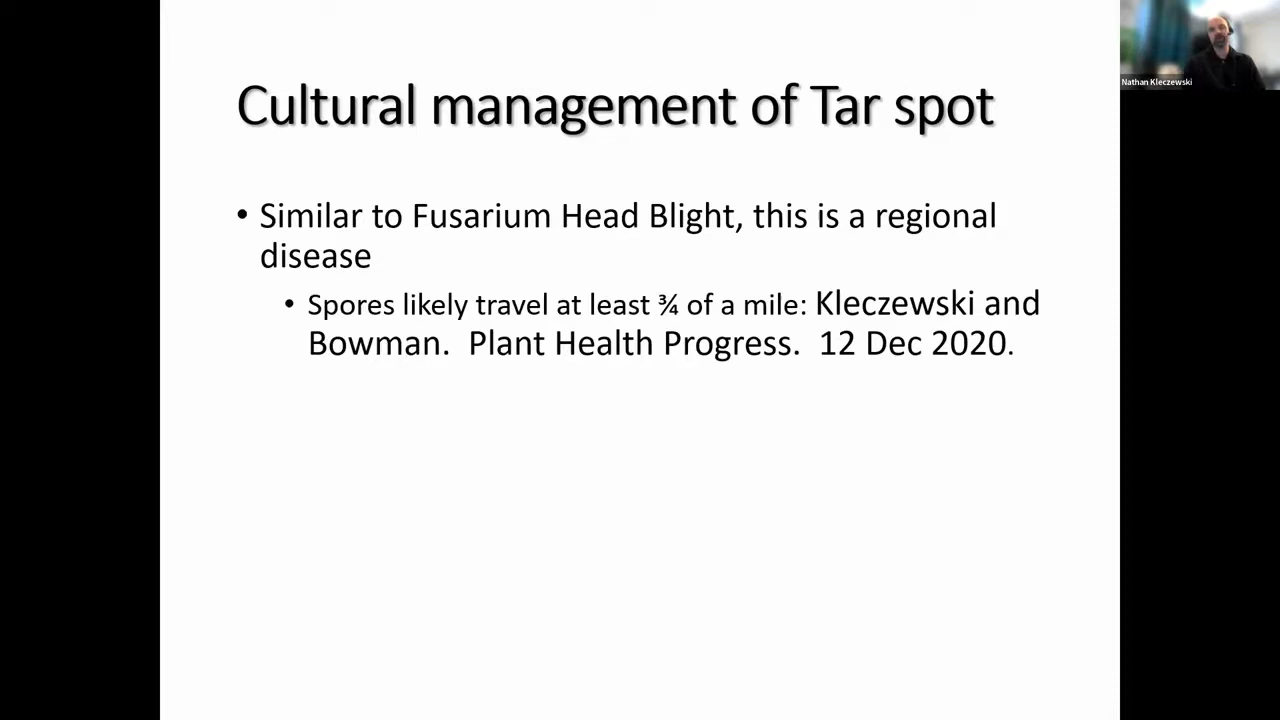 Cultural management of Tar spot
• Similar to Fusarium Head Blight, this is a regional
disease
• Spores likely travel at least ¾ of a mile: Kleczewski and
Bowman.  Plant Health Progress.  12 Dec 2020.
Nathan Kleczewski